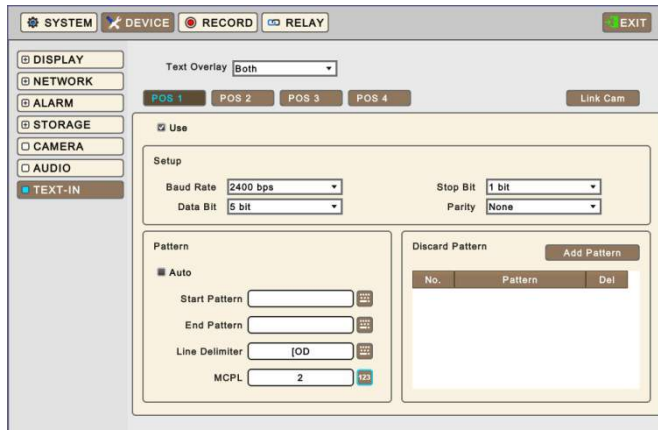 SYSTEM DEVICE RECORD RELAY EXIT
DISPLAY
NETWORK
ALARM
STORAGE
CAMERA
AUDIO
TEXT-IN
Text Overlay Both
POS 1 POS 2 POS 3 POS 4 Link Cam
Use
Setup
Baud Rate 2400 bps Stop Bit 1 bit
Data Bit 5 bit Parity None
Pattern
Auto
Start Pattern
End Pattern
Line Delimiter [OD
MCPL 2 123
Discard Pattern Add Pattern
No. Pattern Del